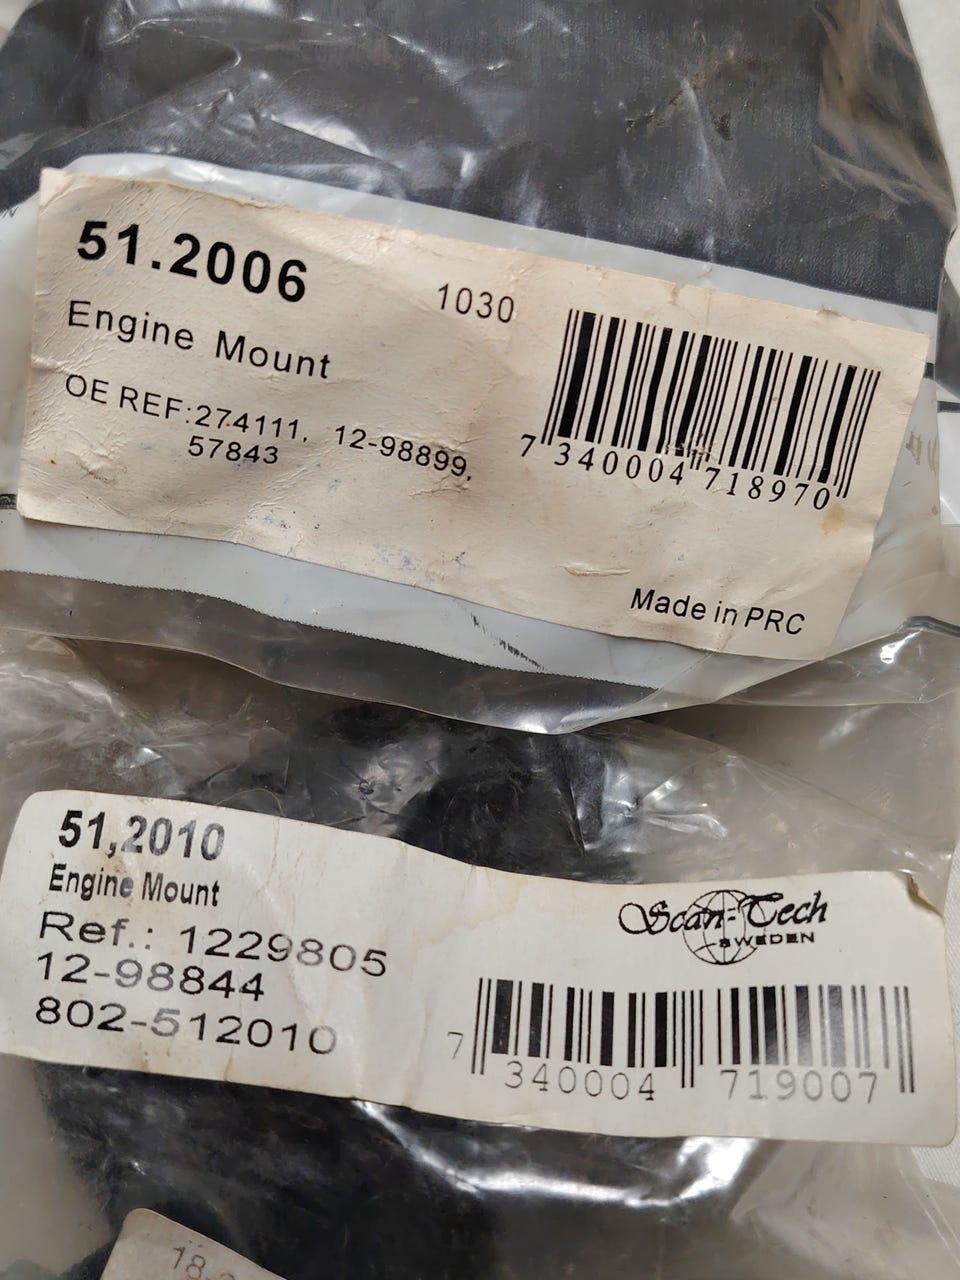 51.2006
1030
Engine Mount
OE REF:274111, 12-98899,
57843
7 340004 718970
Made in PRC
51,2010
Engine Mount
Ref.: 1229805
12-98844
802-512010
Scan-Tech
SWEDEN
7 340004 719007